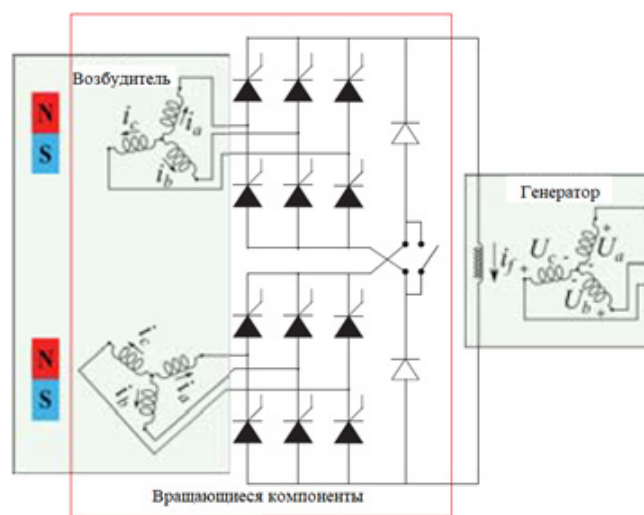 Возбудитель
N
S
i_c
i_a
i_b
Генератор
i_f
+
U_c
-
+
U_a
-
-
U_b
+
N
S
i_c
i_b
i_a
Вращающиеся компоненты